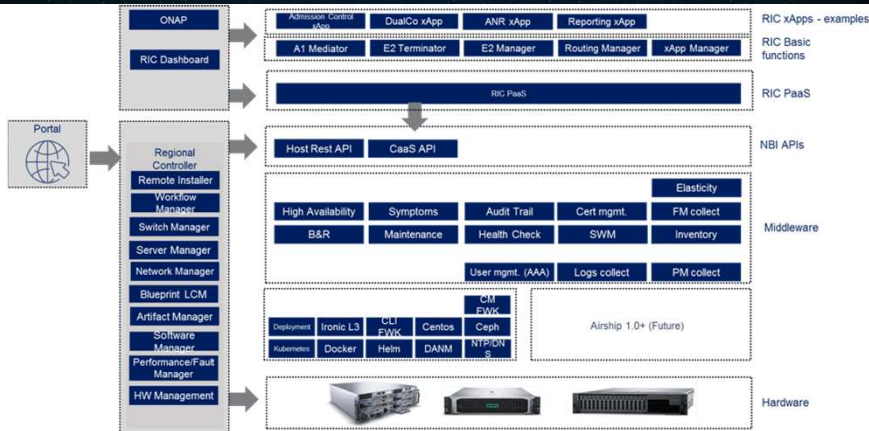 ONAP
RIC Dashboard
Admission Control
xApp
DualCo xApp
ANR xApp
Reporting xApp
RIC xApps - examples
A1 Mediator
E2 Terminator
E2 Manager
Routing Manager
xApp Manager
RIC Basic
functions
RIC PaaS
RIC PaaS
Portal
Regional
Controller
Remote Installer
Workflow
Manager
Switch Manager
Server Manager
Network Manager
Blueprint LCM
Artifact Manager
Software
Manager
Performance/Fault
Manager
HW Management
Host Rest API
CaaS API
NBI APIs
Elasticity
High Availability
Symptoms
Audit Trail
Cert mgmt.
FM collect
B&R
Maintenance
Health Check
SWM
Inventory
User mgmt. (AAA)
Logs collect
PM collect
Middleware
CM
FWK
Deployment
Ironic L3
CLI
FWK
Centos
Ceph
Kubernetes
Docker
Helm
DANM
NTP/DN
S
Airship 1.0+ (Future)
Hardware